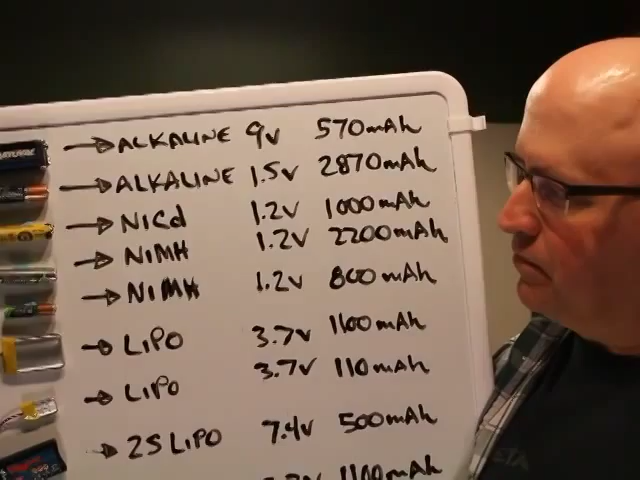 ALKALINE 9V 570mAh
ALKALINE 1.5V 2870mAh
NiCd 1.2V 1000mAh
NiMH 1.2V 2200mAh
NiMH 1.2V 800mAh
LiPO 3.7V 1100mAh
LiPO 3.7V 110mAh
2S LiPO 7.4V 500mAh
1100mAh